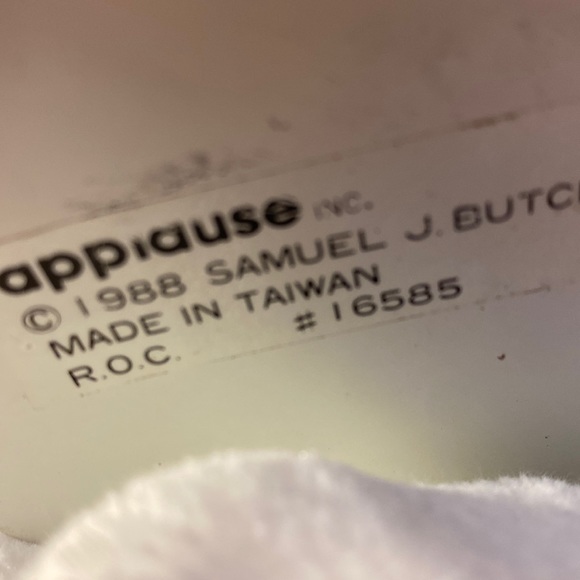 applause INC.
© 1988 SAMUEL J. BUTC
MADE IN TAIWAN
R.O.C. # 16585